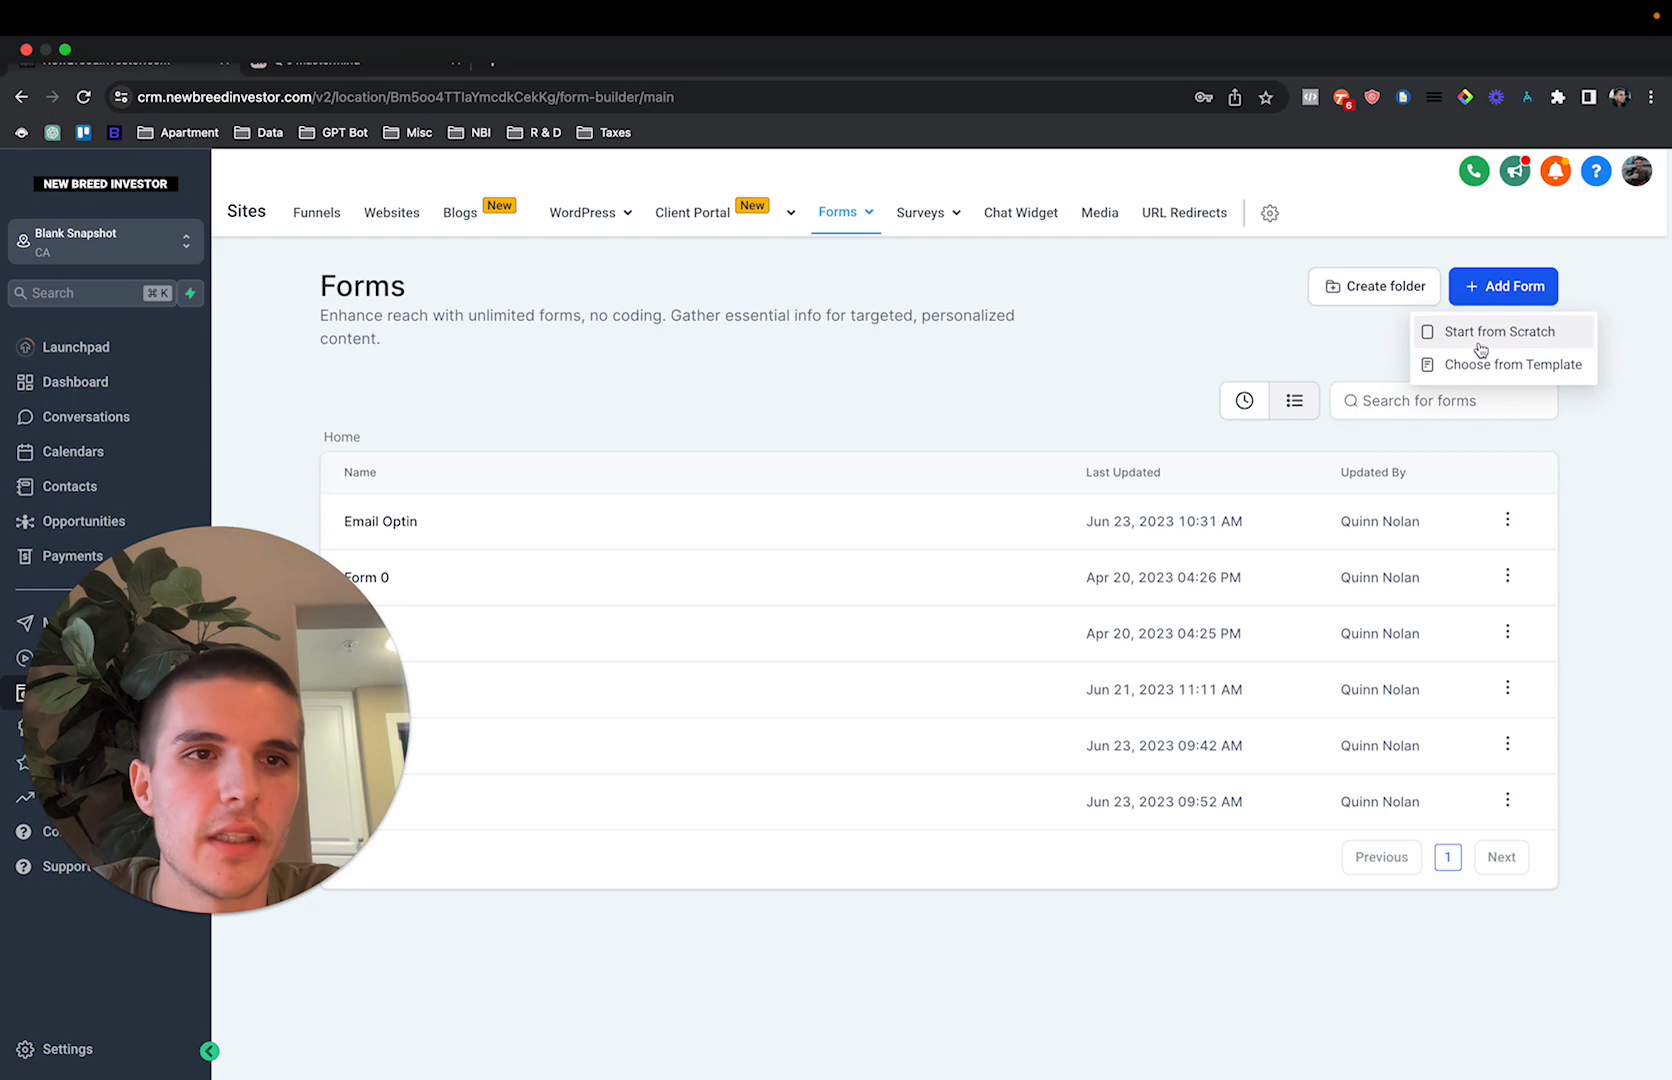 crm.newbreedinvestor.com/v2/location/Bm5oo4TTlaYmcdkCekKg/form-builder/main
6
B Apartment Data GPT Bot Misc NBI R & D Taxes
NEW BREED INVESTOR
Blank Snapshot
CA
Search ⌘ K
Launchpad
Dashboard
Conversations
Calendars
Contacts
Opportunities
Payments
Support
Settings
Sites Funnels Websites Blogs New WordPress Client Portal New Forms Surveys Chat Widget Media URL Redirects
?
Forms
Enhance reach with unlimited forms, no coding. Gather essential info for targeted, personalized
content.
Create folder + Add Form
Start from Scratch
Choose from Template
Search for forms
Home
Name Last Updated Updated By
Email Optin Jun 23, 2023 10:31 AM Quinn Nolan
Form 0 Apr 20, 2023 04:26 PM Quinn Nolan
Apr 20, 2023 04:25 PM Quinn Nolan
Jun 21, 2023 11:11 AM Quinn Nolan
Jun 23, 2023 09:42 AM Quinn Nolan
Jun 23, 2023 09:52 AM Quinn Nolan
Previous 1 Next